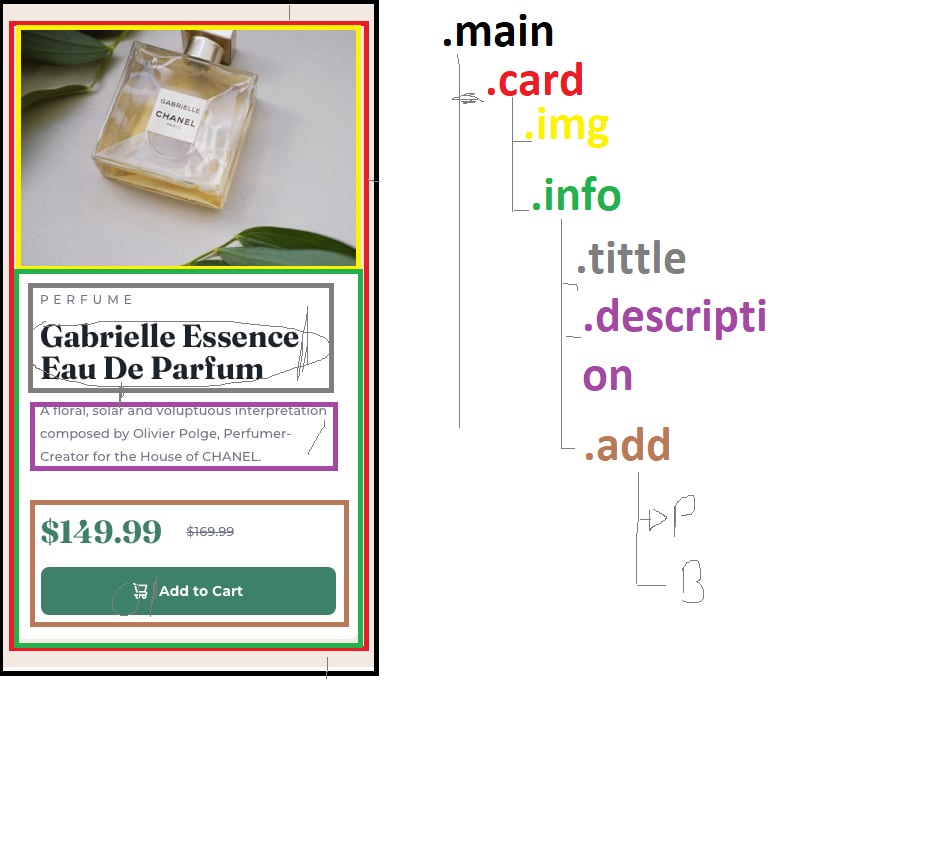 GABRIELLE
CHANEL
PARIS
PERFUME
Gabrielle Essence
Eau De Parfum
A floral, solar and voluptuous interpretation
composed by Olivier Polge, Perfumer-
Creator for the House of CHANEL.
$149.99 $169.99
Add to Cart
.main
.card
.img
.info
.tittle
.descripti
on
.add
P
B